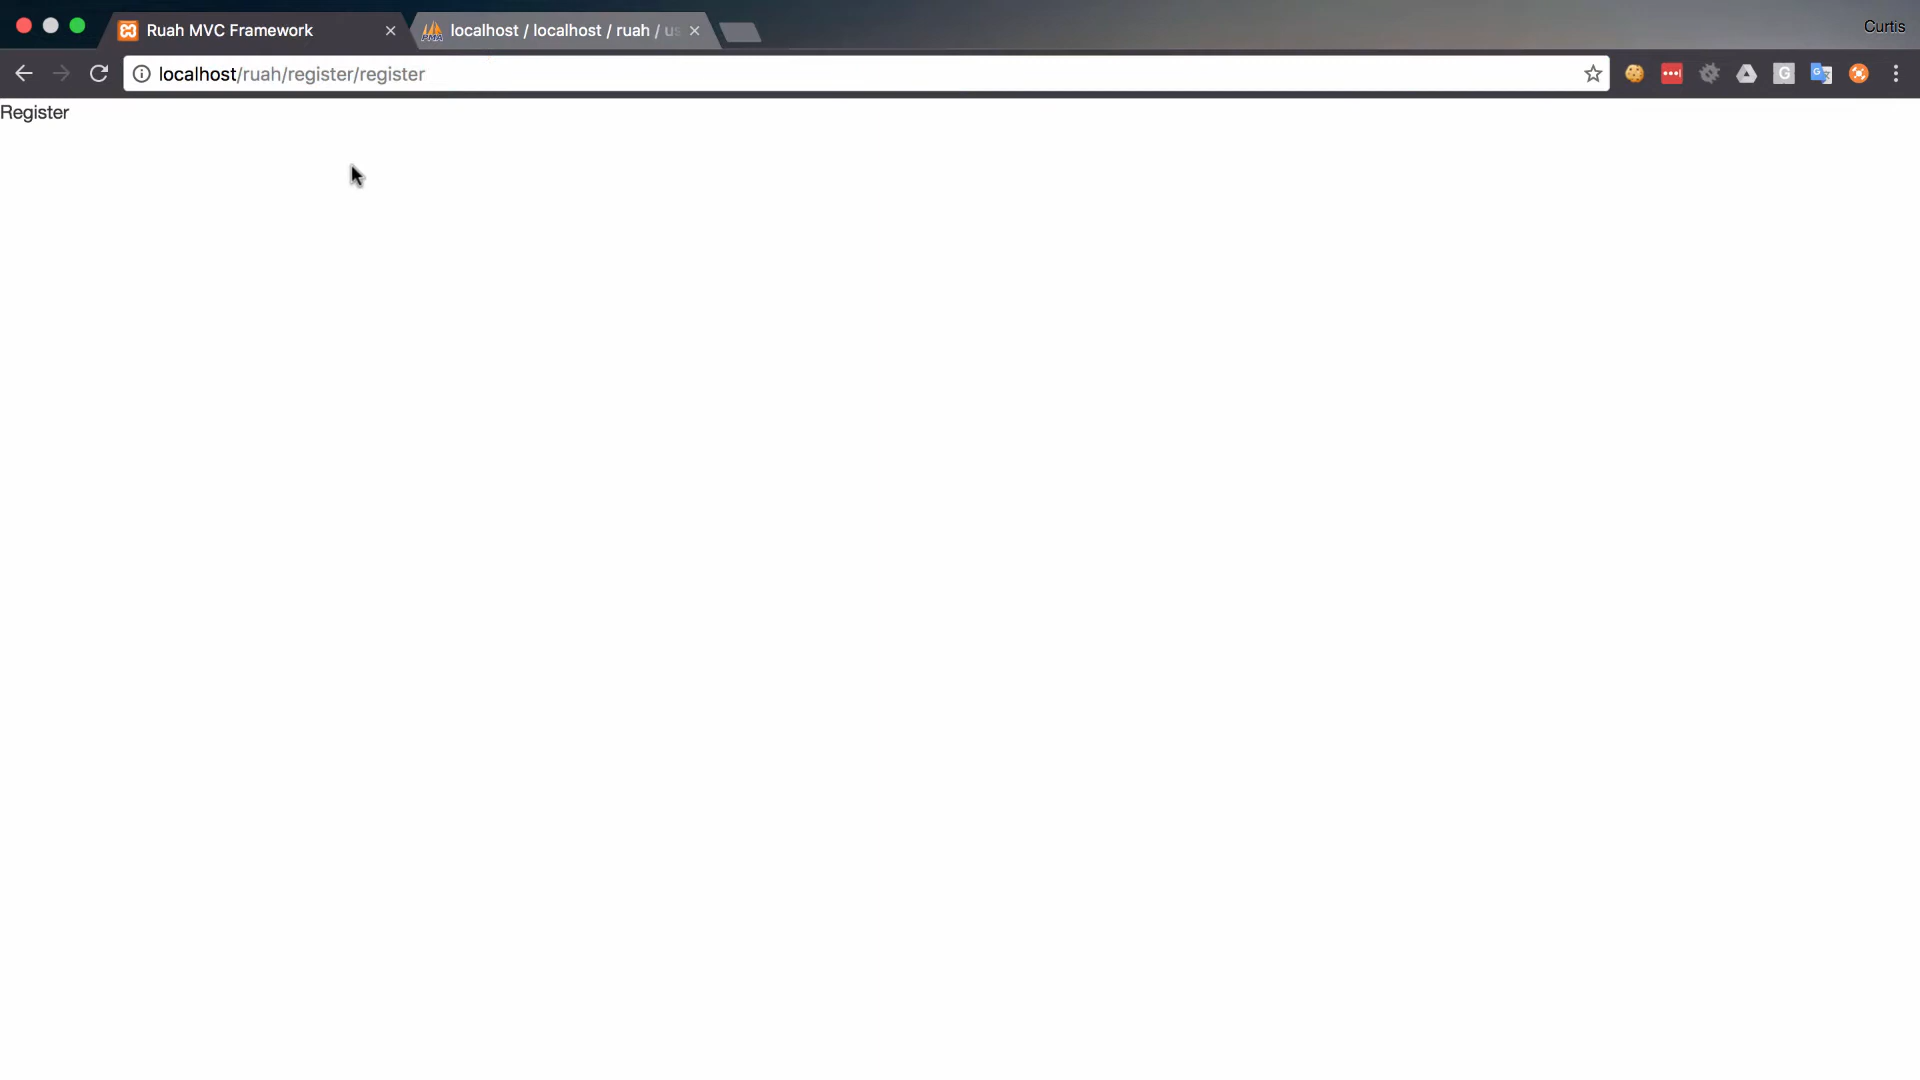 Ruah MVC Framework
localhost / localhost / ruah / us
Curtis
localhost/ruah/register/register
Register